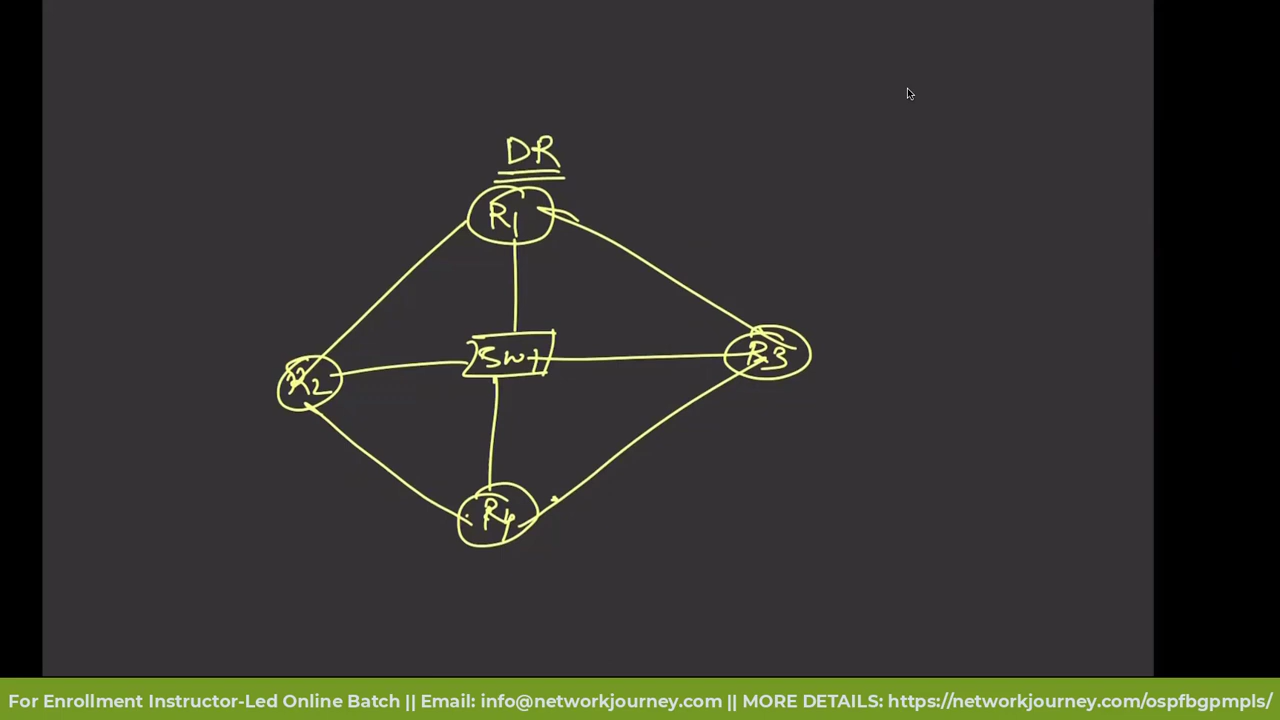 DR
R1
SW1
R3
R2
R4
For Enrollment Instructor-Led Online Batch || Email: info@networkjourney.com || MORE DETAILS: https://networkjourney.com/ospfbgpmpls/